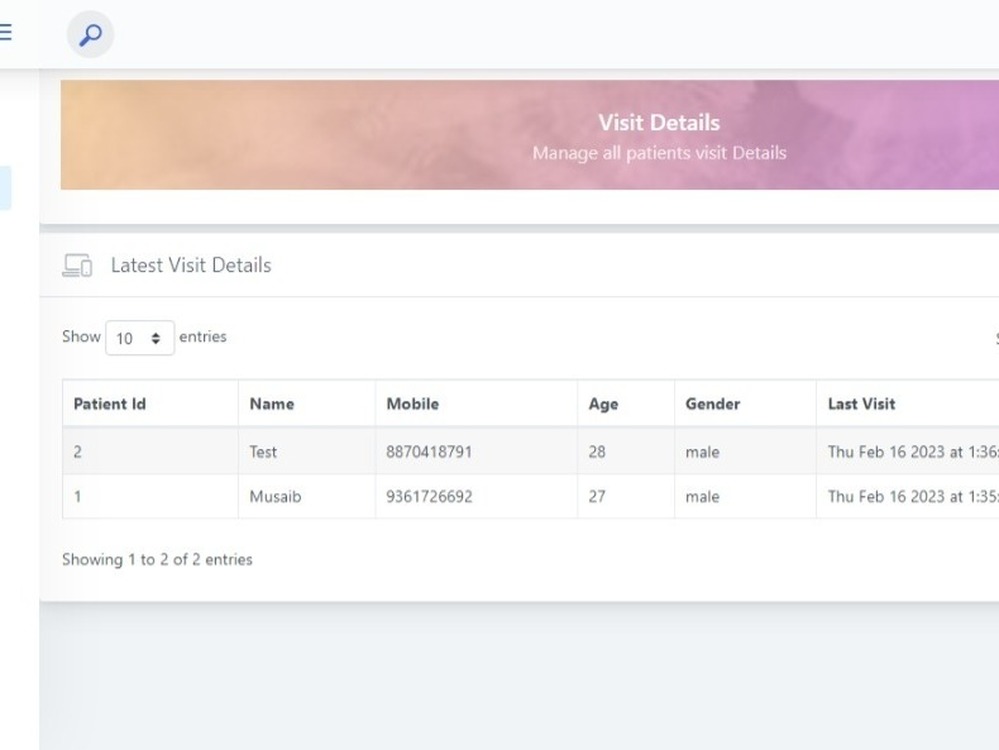 Visit Details
Manage all patients visit Details
Latest Visit Details
Show 10 entries
Patient Id Name Mobile Age Gender Last Visit
2 Test 8870418791 28 male Thu Feb 16 2023 at 1:36:
1 Musaib 9361726692 27 male Thu Feb 16 2023 at 1:35:
Showing 1 to 2 of 2 entries